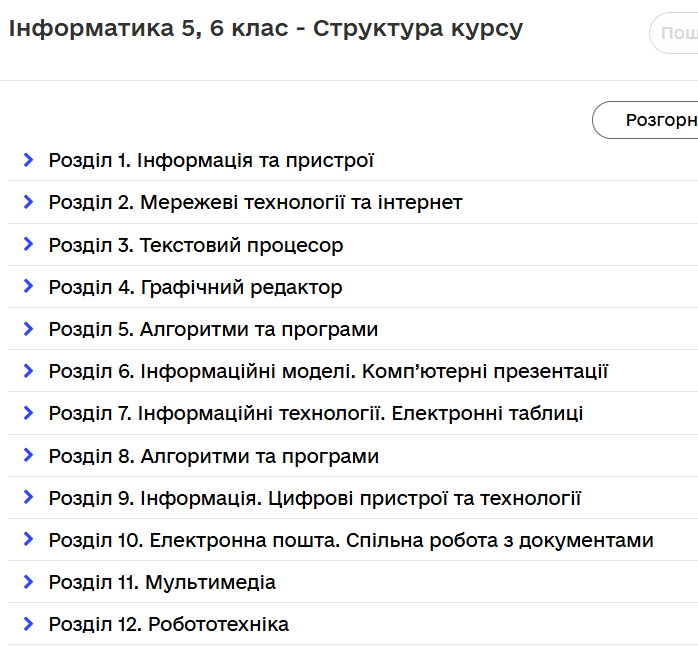 Інформатика 5, 6 клас - Структура курсу
Розділ 1. Інформація та пристрої
Розділ 2. Мережеві технології та інтернет
Розділ 3. Текстовий процесор
Розділ 4. Графічний редактор
Розділ 5. Алгоритми та програми
Розділ 6. Інформаційні моделі. Комп’ютерні презентації
Розділ 7. Інформаційні технології. Електронні таблиці
Розділ 8. Алгоритми та програми
Розділ 9. Інформація. Цифрові пристрої та технології
Розділ 10. Електронна пошта. Спільна робота з документами
Розділ 11. Мультимедіа
Розділ 12. Робототехніка